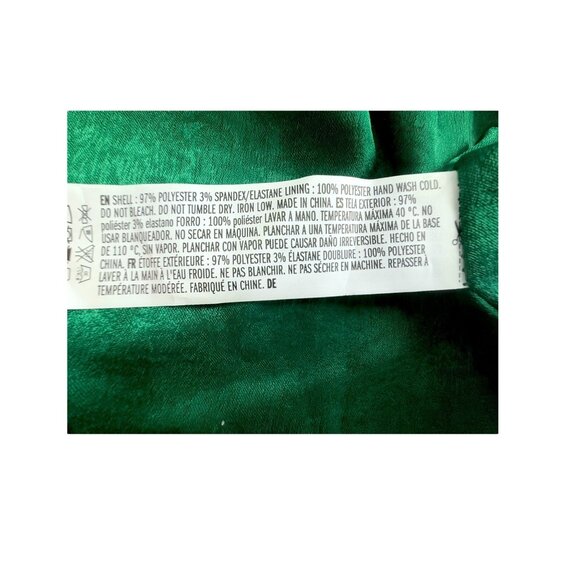 EN SHELL : 97% POLYESTER 3% SPANDEX/ELASTANE LINING : 100% POLYESTER HAND WASH COLD.
DO NOT BLEACH. DO NOT TUMBLE DRY. IRON LOW. MADE IN CHINA. ES TELA EXTERIOR : 97%
poliéster 3% elastano FORRO : 100% poliéster LAVAR A MANO. TEMPERATURA MÁXIMA 40 °C. NO
USAR BLANQUEADOR. NO SECAR EN MÁQUINA. PLANCHAR A UNA TEMPERATURA MÁXIMA DE LA BASE
DE 110 °C, SIN VAPOR. PLANCHAR CON VAPOR PUEDE CAUSAR DAÑO IRREVERSIBLE. HECHO EN
CHINA. FR ÉTOFFE EXTÉRIEURE : 97% POLYESTER 3% ÉLASTANE DOUBLURE : 100% POLYESTER
LAVER À LA MAIN À L'EAU FROIDE. NE PAS BLANCHIR. NE PAS SÉCHER EN MACHINE. REPASSER À
TEMPÉRATURE MODÉRÉE. FABRIQUÉ EN CHINE. DE